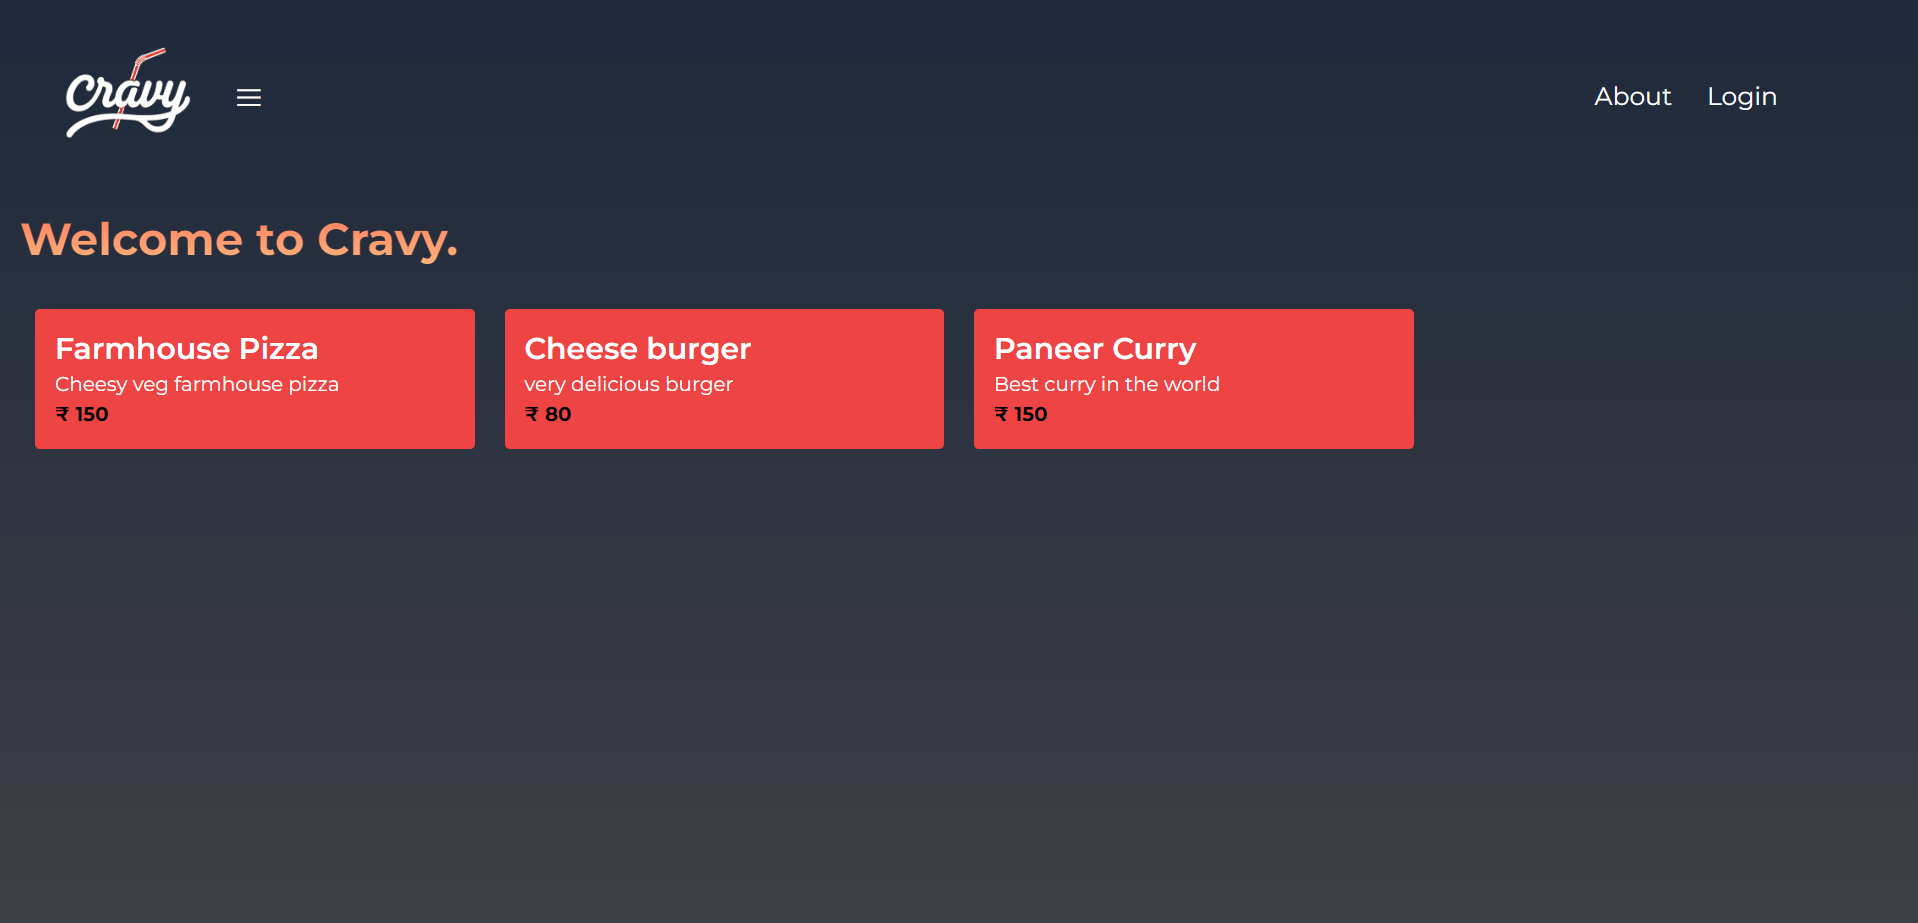 Cravy
About Login
Welcome to Cravy.
Farmhouse Pizza
Cheesy veg farmhouse pizza
₹ 150
Cheese burger
very delicious burger
₹ 80
Paneer Curry
Best curry in the world
₹ 150